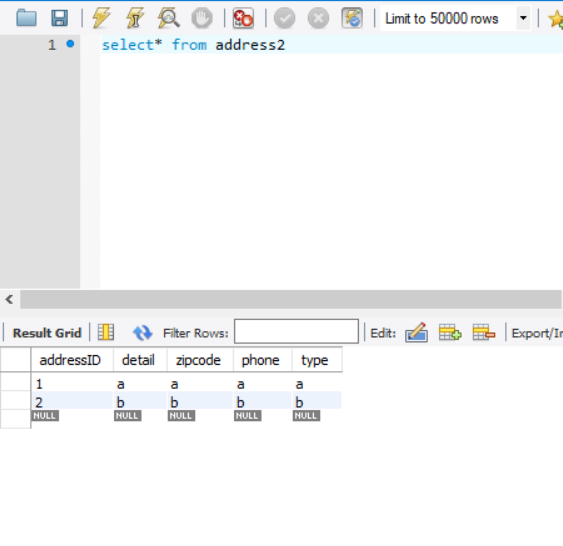 Limit to 50000 rows
1 select* from address2
Result Grid Filter Rows: Edit: Export/Im
addressID detail zipcode phone type
1 a a a a
2 b b b b
NULL NULL NULL NULL NULL